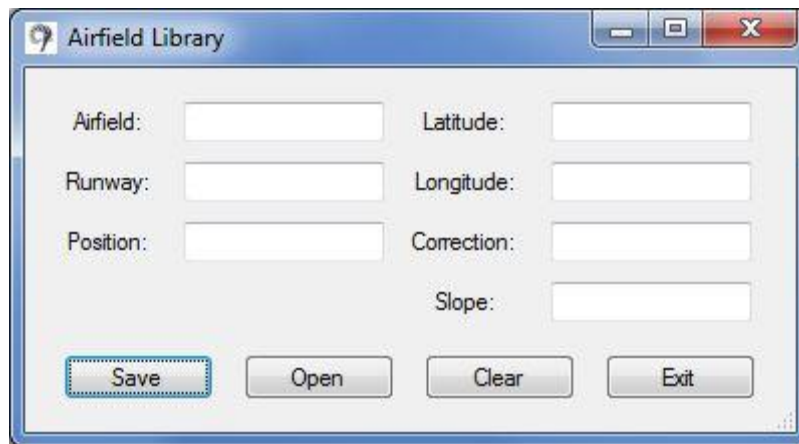 Airfield Library
Airfield: Latitude:
Runway: Longitude:
Position: Correction:
Slope:
Save Open Clear Exit